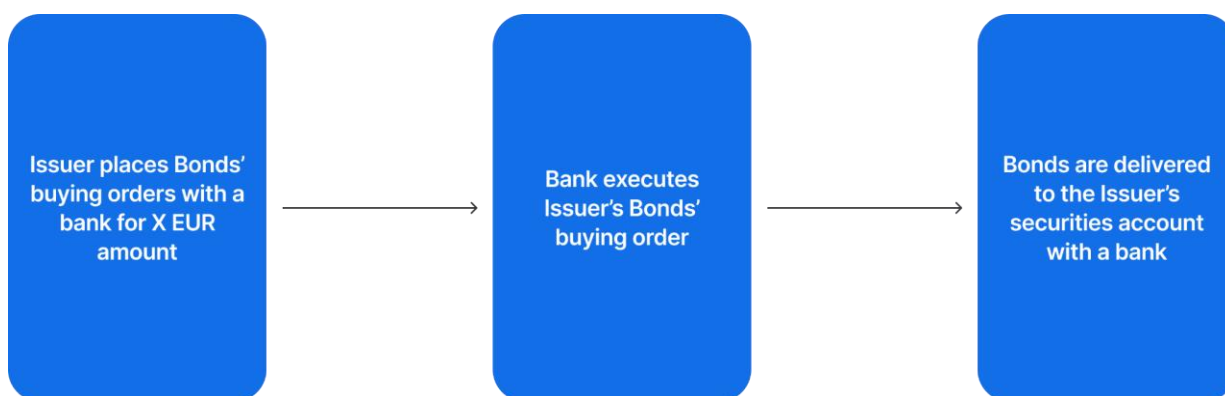 Issuer places Bonds’
buying orders with a
bank for X EUR
amount
Bank executes
Issuer’s Bonds’
buying order
Bonds are delivered
to the Issuer’s
securities account
with a bank